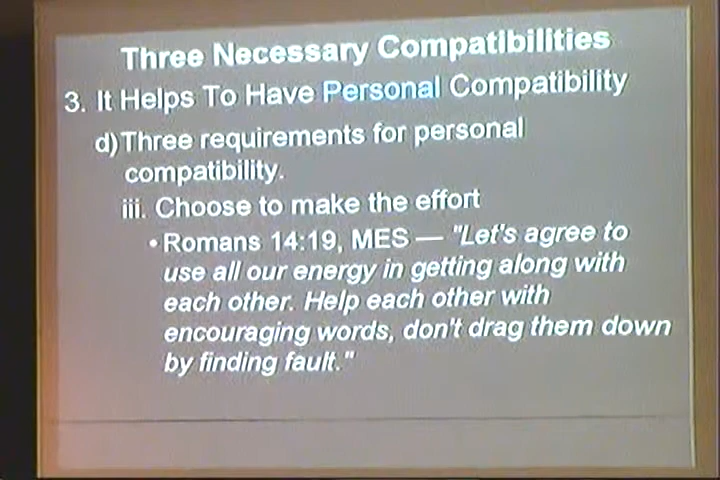 Three Necessary Compatibilities
3. It Helps To Have Personal Compatibility
d) Three requirements for personal
compatibility.
iii. Choose to make the effort
• Romans 14:19, MES — "Let's agree to
use all our energy in getting along with
each other. Help each other with
encouraging words, don't drag them down
by finding fault."